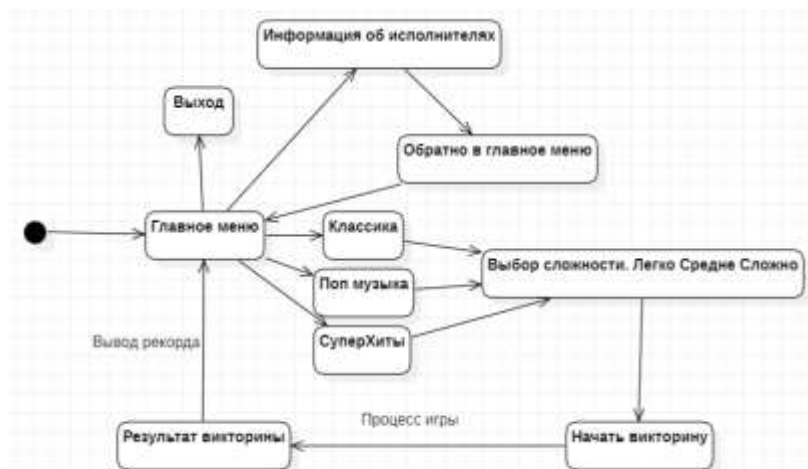 Информация об исполнителях
Выход
Обратно в главное меню
Главное меню
Классика
Выбор сложности. Легко Средне Сложно
Поп музыка
СуперХиты
Вывод рекорда
Процесс игры
Результат викторины
Начать викторину